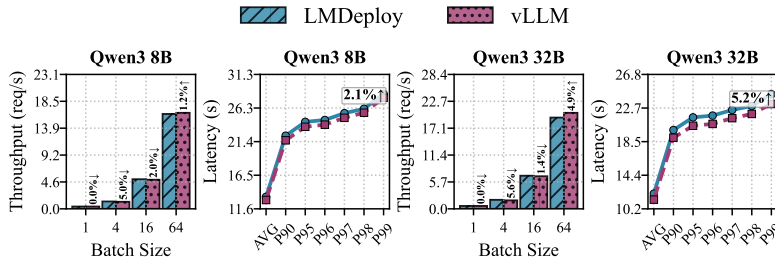 LMDeploy vLLM
Qwen3 8B
Throughput (req/s)
23.1
18.5
13.9
9.2
4.6
0.0
0.0%↓
5.0%↓
2.0%↓
1.2%↑
1 4 16 64
Batch Size
Qwen3 8B
Latency (s)
31.3
26.3
21.4
16.5
11.6
2.1%↑
AVG P90 P95 P96 P97 P98 P99
Qwen3 32B
Throughput (req/s)
28.4
22.7
17.1
11.4
5.7
0.0
0.0%↓
5.6%↓
1.4%↑
4.9%↑
1 4 16 64
Batch Size
Qwen3 32B
Latency (s)
26.8
22.7
18.5
14.4
10.2
5.2%↑
AVG P90 P95 P96 P97 P98